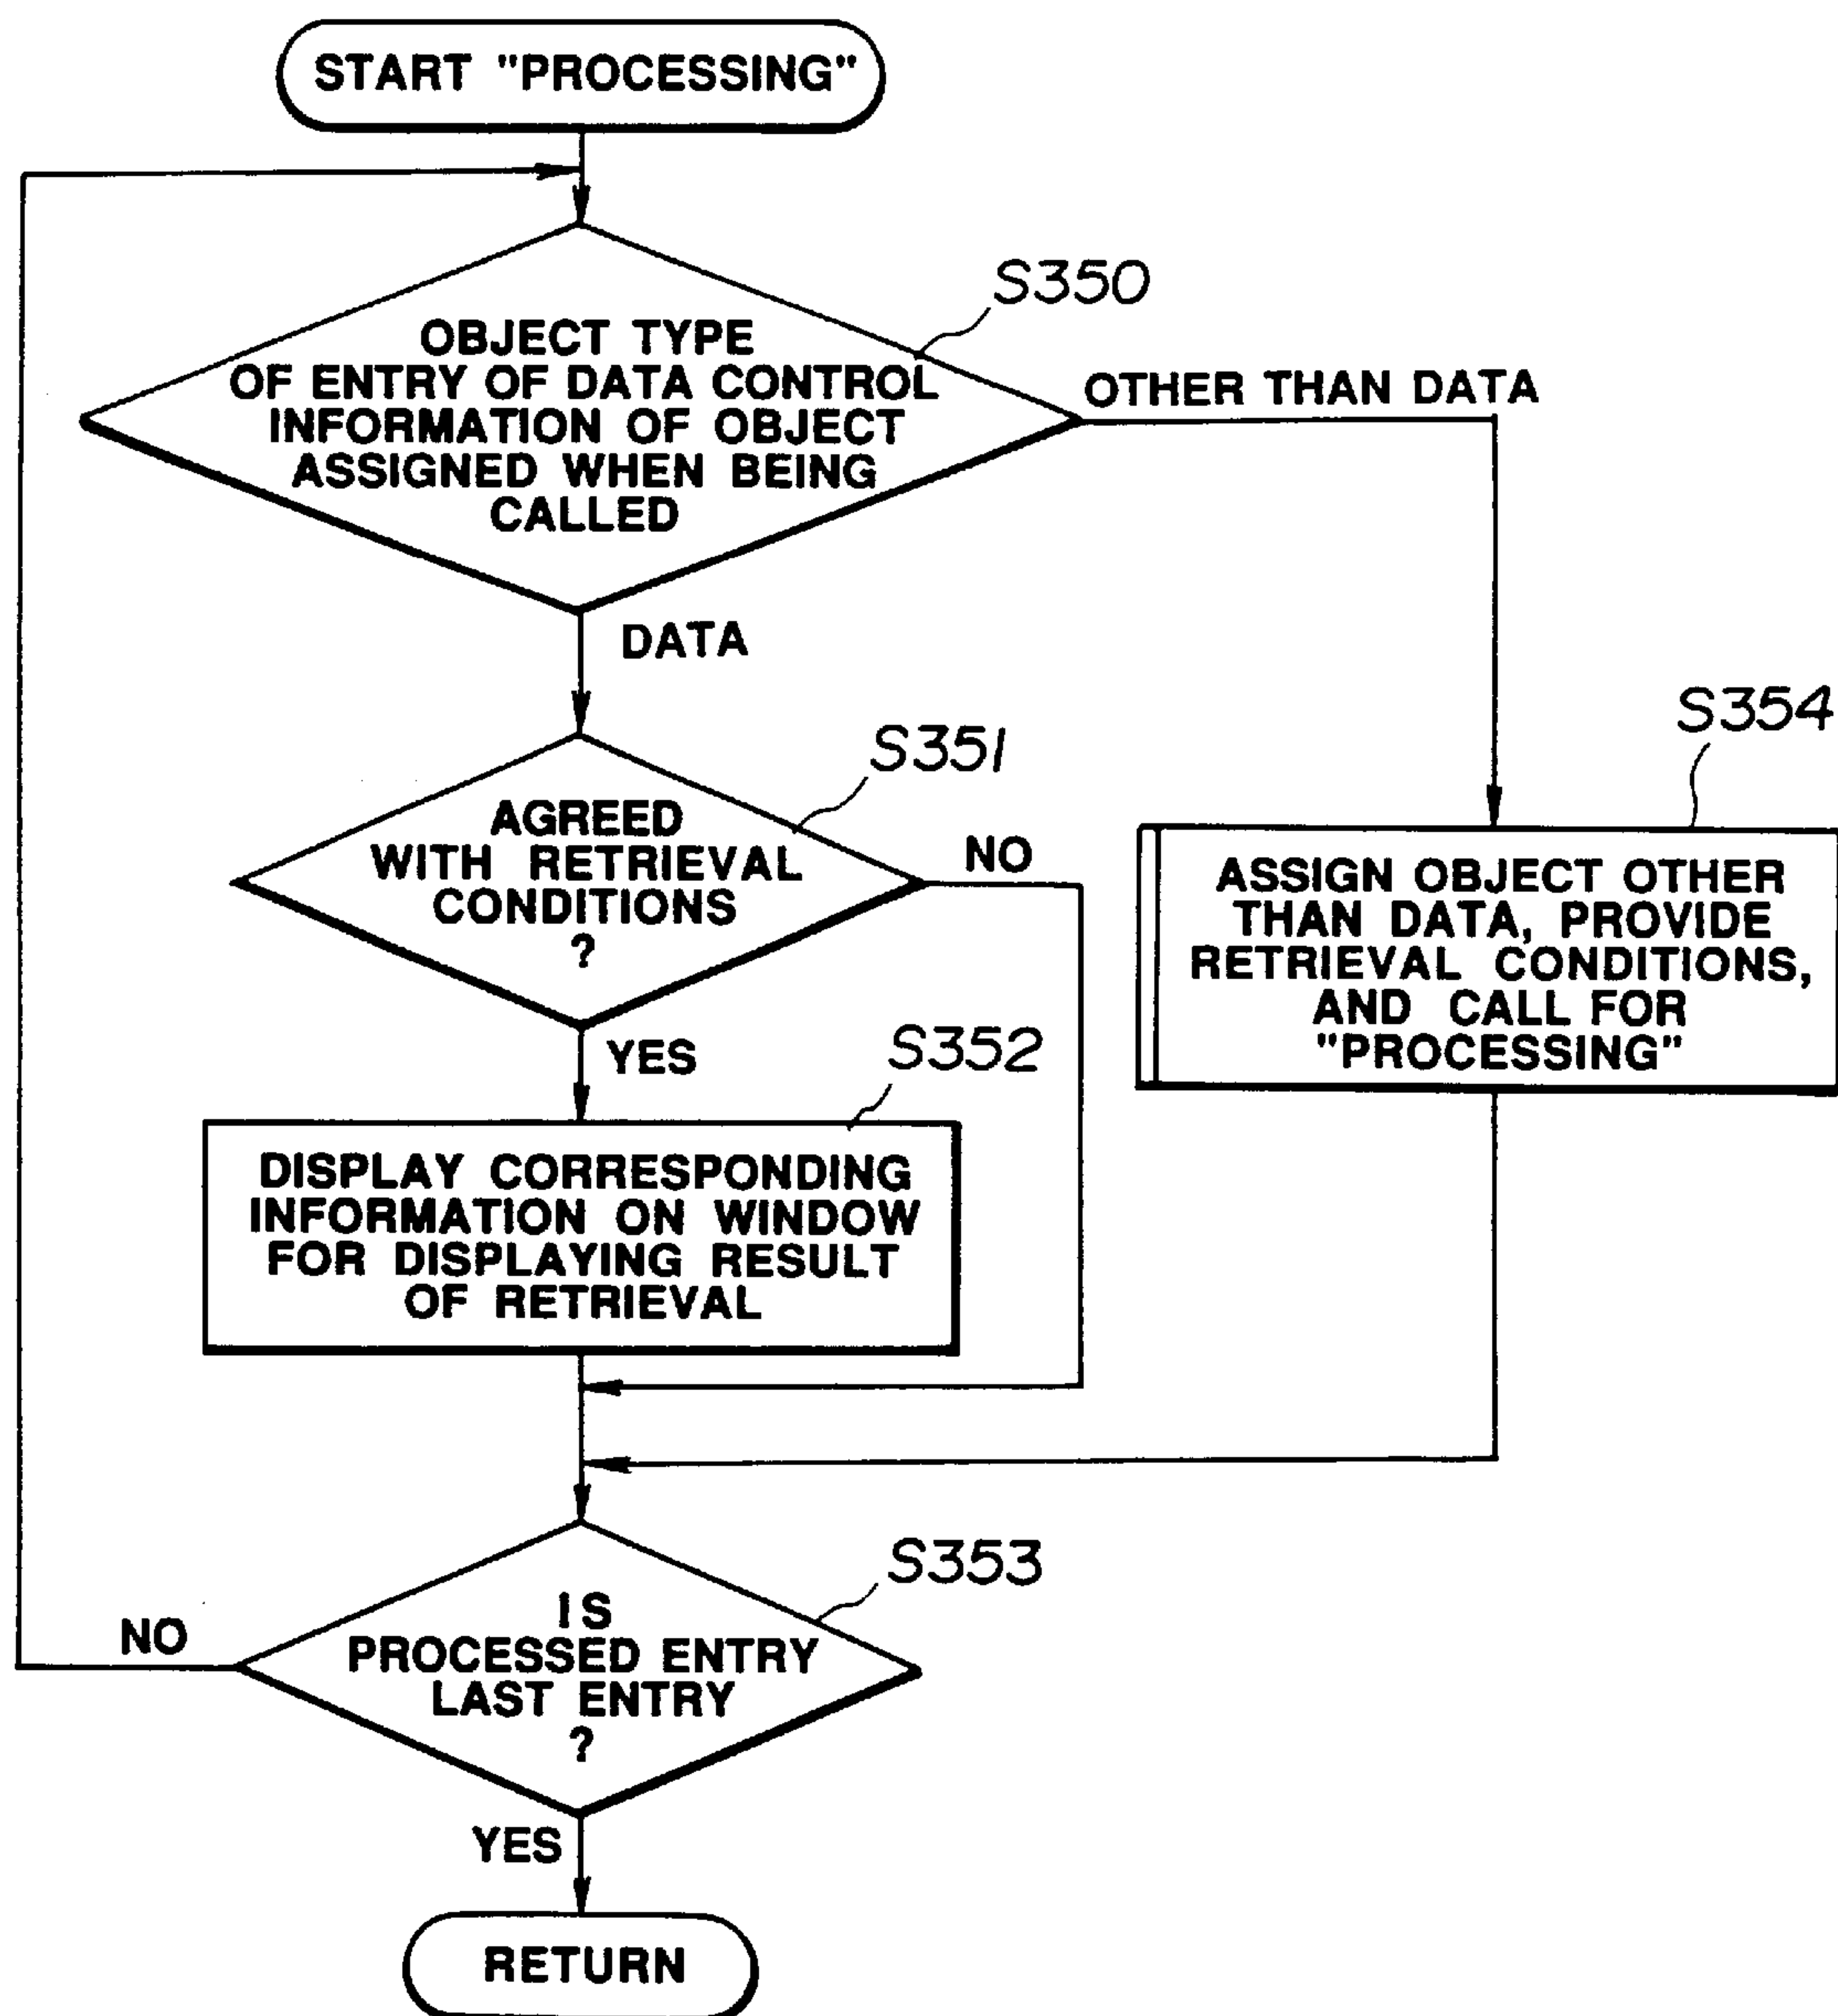 START "PROCESSING"
S350
OBJECT TYPE
OF ENTRY OF DATA CONTROL
INFORMATION OF OBJECT
ASSIGNED WHEN BEING
CALLED
OTHER THAN DATA
DATA
S351
AGREED
WITH RETRIEVAL
CONDITIONS
?
NO
YES
S354
ASSIGN OBJECT OTHER
THAN DATA, PROVIDE
RETRIEVAL CONDITIONS,
AND CALL FOR
"PROCESSING"
S352
DISPLAY CORRESPONDING
INFORMATION ON WINDOW
FOR DISPLAYING RESULT
OF RETRIEVAL
S353
IS
PROCESSED ENTRY
LAST ENTRY
?
NO
YES
RETURN